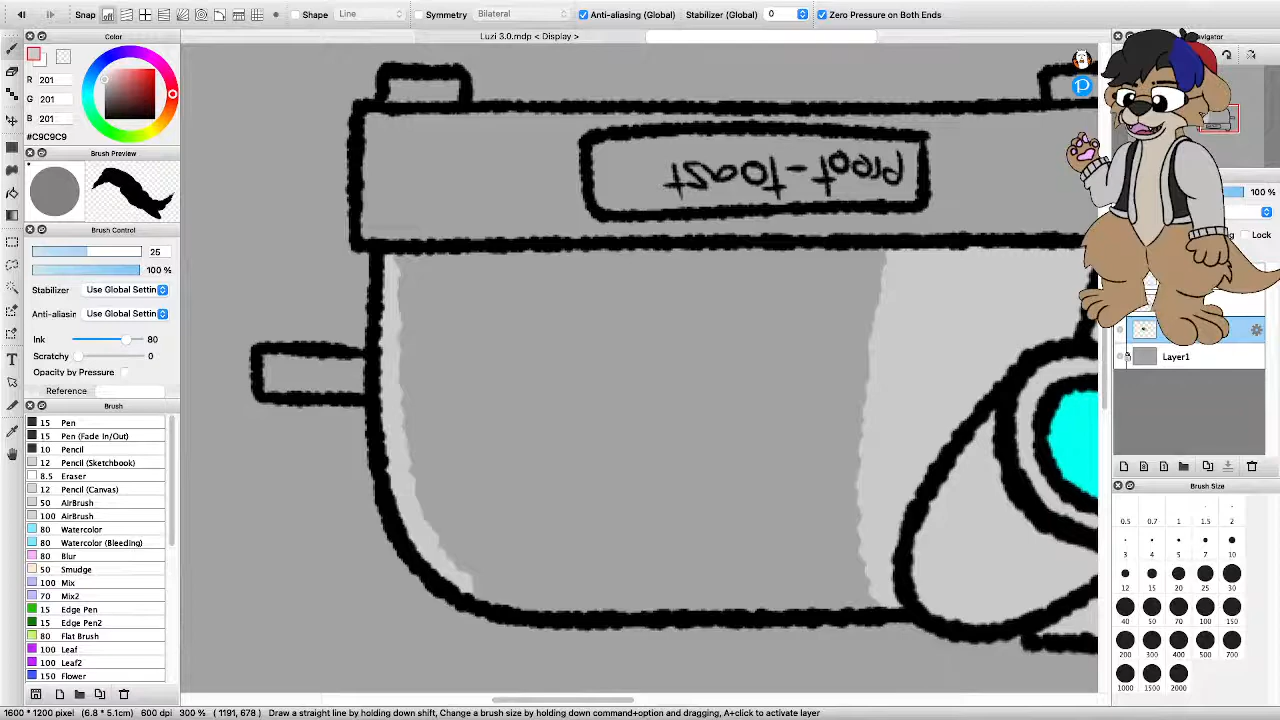 Snap Shape Line Symmetry Bilateral Anti-aliasing (Global) Stabilizer (Global) 0 Zero Pressure on Both Ends
Color Luzi 3.0.mdp < Display > Navigator
R 201
G 201
B 201
#C9C9C9
Brush Preview
Brush Control
25
100 %
Stabilizer Use Global Settin
Anti-aliasin Use Global Settin
Ink 80
Scratchy 0
Opacity by Pressure
Reference
Brush
15 Pen
15 Pen (Fade In/Out)
10 Pencil
12 Pencil (Sketchbook)
8.5 Eraser
12 Pencil (Canvas)
50 AirBrush
100 AirBrush
80 Watercolor
80 Watercolor (Bleeding)
80 Blur
50 Smudge
100 Mix
70 Mix2
15 Edge Pen
15 Edge Pen2
80 Flat Brush
100 Leaf
100 Leaf2
150 Flower
Proot-toast
100 %
Lock
Layer1
Brush Size
0.5 0.7 1 1.5 2
3 4 5 7 10
12 15 20 25 30
40 50 70 100 150
200 300 400 500 700
1000 1500 2000
1600 * 1200 pixel (6.8 * 5.1cm) 600 dpi 300 % ( 1191, 678 ) Draw a straight line by holding down shift, Change a brush size by holding down command+option and dragging, A+click to activate layer